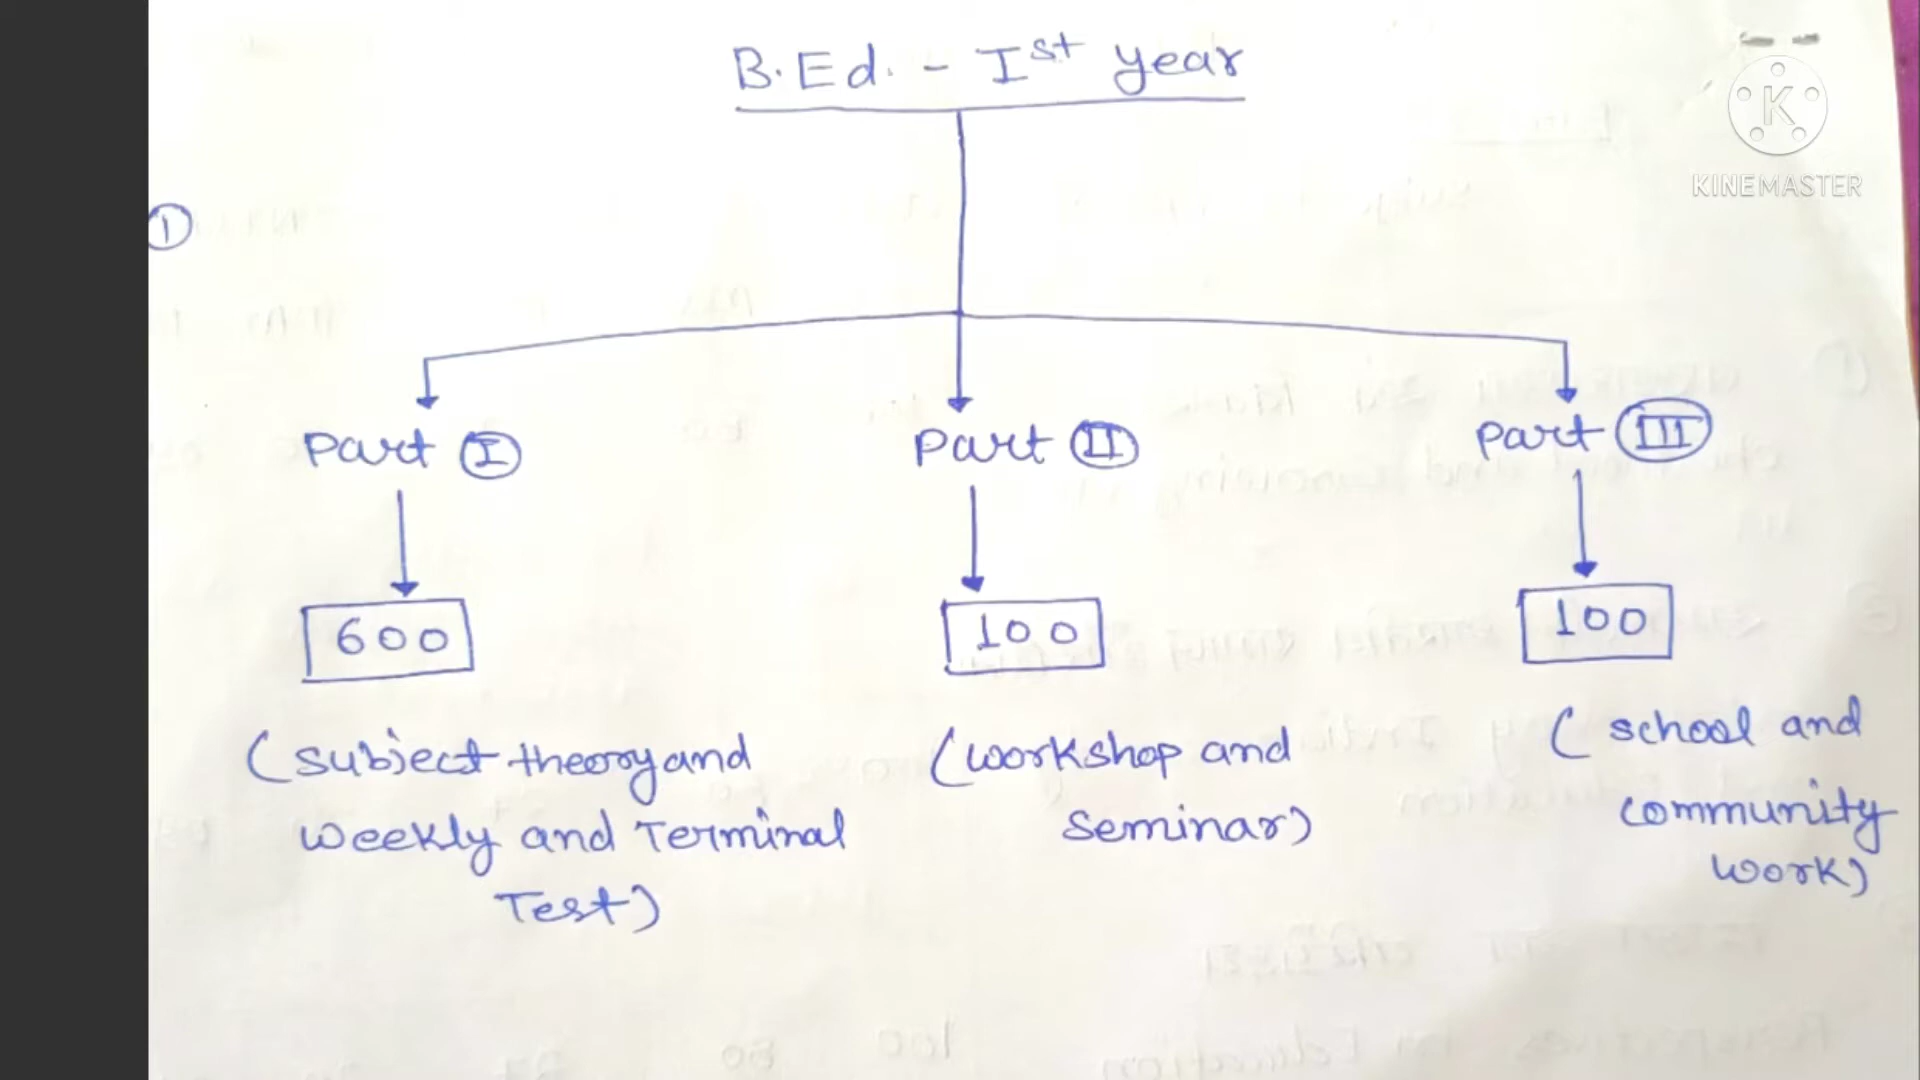 B.Ed. - Ist year
K
KINEMASTER
1
Part I
Part II
Part III
600
100
100
(subject theory and
weekly and Terminal
Test)
(workshop and
Seminar)
(school and
community
work)